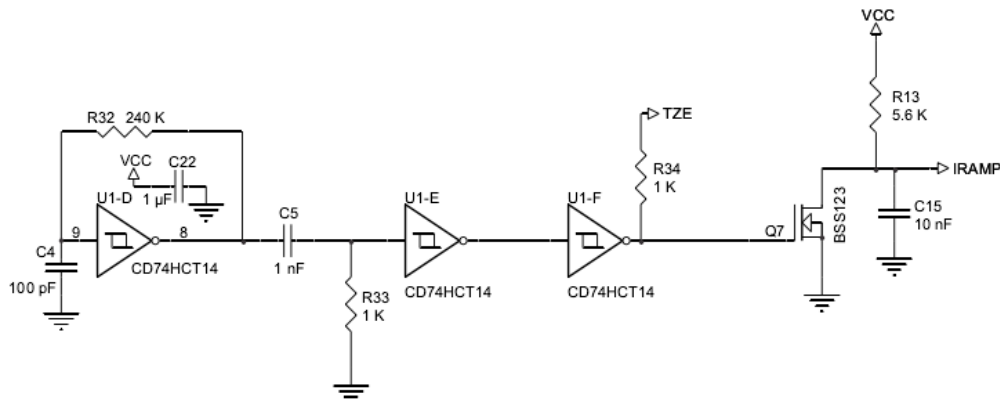 VCC
R13
5.6 K
R32 240 K
TZE
VCC
C22
1 µF
R34
1 K
IRAMP
U1-D
U1-E
U1-F
C5
9
8
C15
10 nF
BSS123
Q7
C4
100 pF
CD74HCT14
1 nF
R33
1 K
CD74HCT14
CD74HCT14